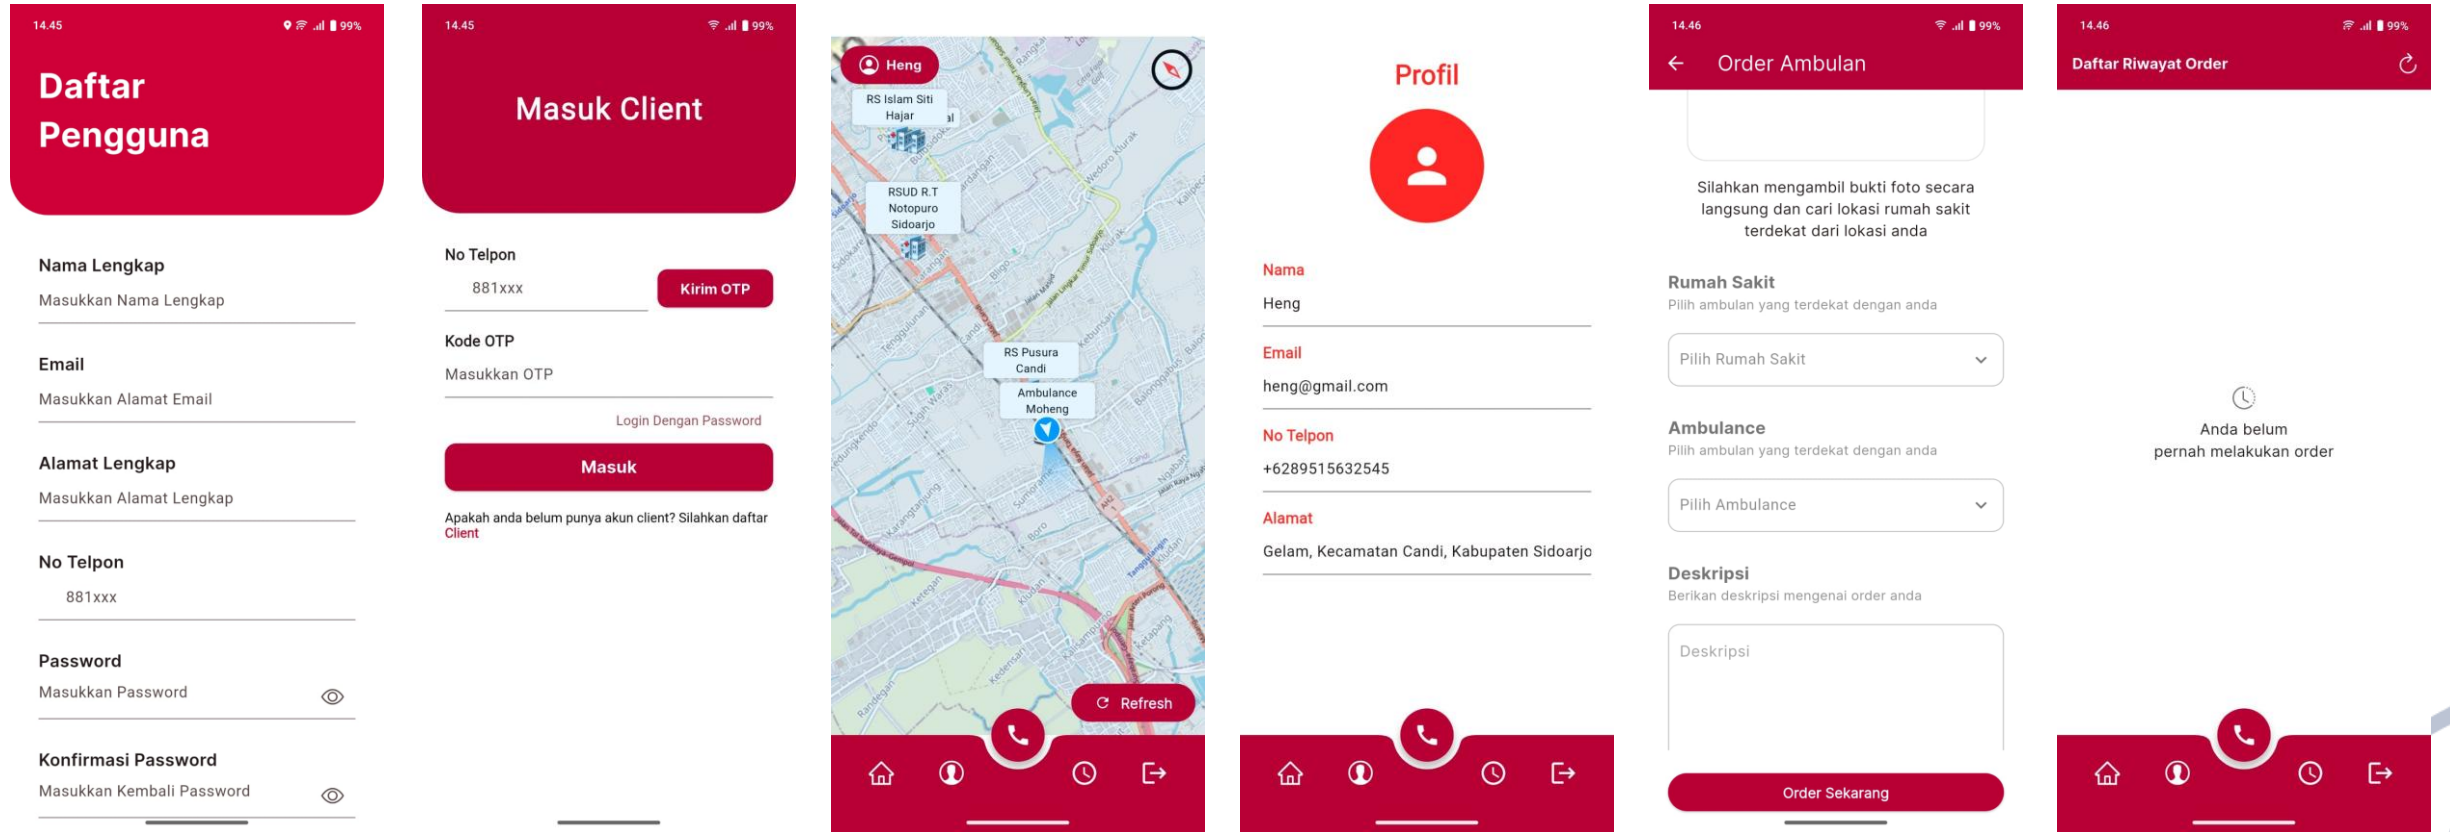 14.45
99%
Daftar
Pengguna
Nama Lengkap
Masukkan Nama Lengkap
Email
Masukkan Alamat Email
Alamat Lengkap
Masukkan Alamat Lengkap
No Telpon
881xxx
Password
Masukkan Password
Konfirmasi Password
Masukkan Kembali Password
14.45
99%
Masuk Client
No Telpon
881xxx
Kirim OTP
Kode OTP
Masukkan OTP
Login Dengan Password
Masuk
Apakah anda belum punya akun client? Silahkan daftar
Client
Heng
RS Islam Siti
Hajar
RSUD R.T
Notopuro
Sidoarjo
RS Pusura
Candi
Ambulance
Moheng
Refresh
Profil
Nama
Heng
Email
heng@gmail.com
No Telpon
+6289515632545
Alamat
Gelam, Kecamatan Candi, Kabupaten Sidoarjo
14.46
99%
Order Ambulan
Silahkan mengambil bukti foto secara
langsung dan cari lokasi rumah sakit
terdekat dari lokasi anda
Rumah Sakit
Pilih ambulan yang terdekat dengan anda
Pilih Rumah Sakit
Ambulance
Pilih ambulan yang terdekat dengan anda
Pilih Ambulance
Deskripsi
Berikan deskripsi mengenai order anda
Deskripsi
Order Sekarang
14.46
99%
Daftar Riwayat Order
Anda belum
pernah melakukan order